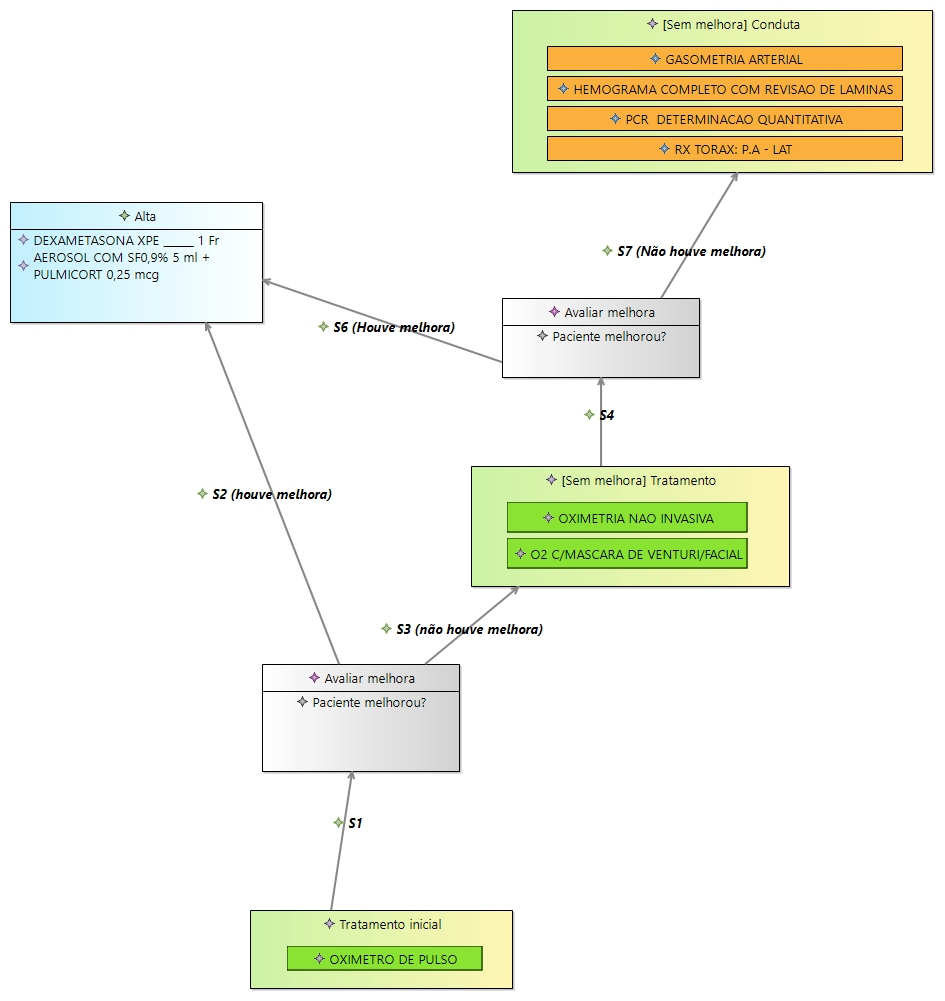 [Sem melhora] Conduta
GASOMETRIA ARTERIAL
HEMOGRAMA COMPLETO COM REVISAO DE LAMINAS
PCR  DETERMINACAO QUANTITATIVA
RX TORAX: P.A - LAT
Alta
DEXAMETASONA XPE _____ 1 Fr
AEROSOL COM SF0,9% 5 ml +
PULMICORT 0,25 mcg
S7 (Não houve melhora)
Avaliar melhora
Paciente melhorou?
S6 (Houve melhora)
S4
[Sem melhora] Tratamento
OXIMETRIA NAO INVASIVA
O2 C/MASCARA DE VENTURI/FACIAL
S2 (houve melhora)
S3 (não houve melhora)
Avaliar melhora
Paciente melhorou?
S1
Tratamento inicial
OXIMETRO DE PULSO